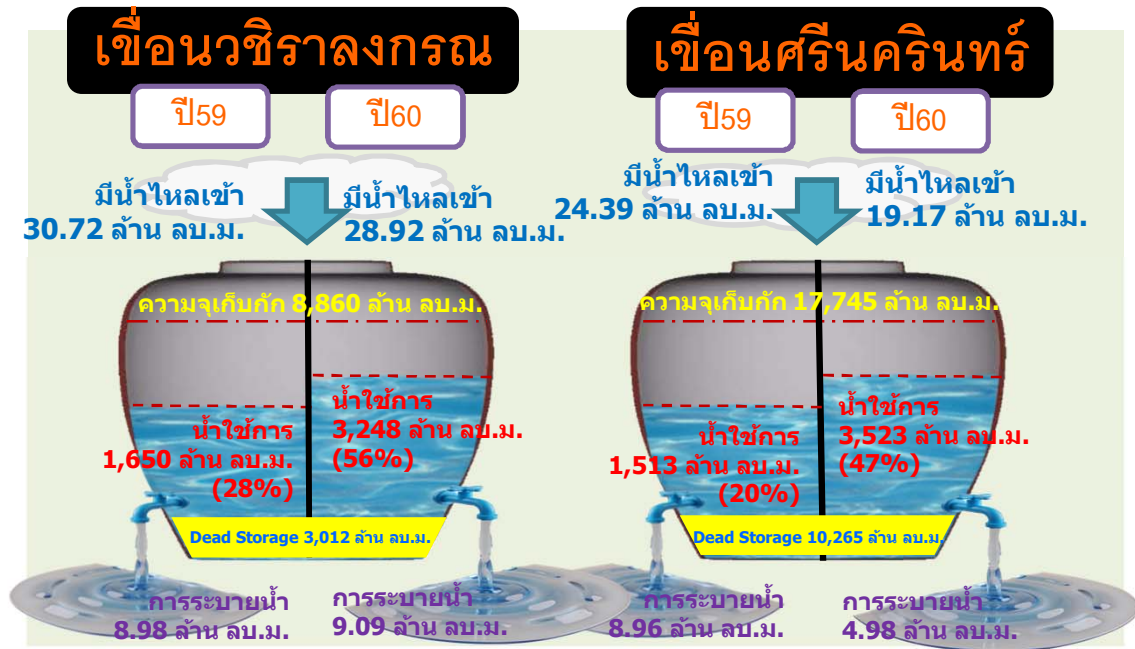 เขื่อนวชิราลงกรณ
ปี59
ปี60
มีน้ำไหลเข้า
30.72 ล้าน ลบ.ม.
มีน้ำไหลเข้า
28.92 ล้าน ลบ.ม.
ความจุเก็บกัก 8,860 ล้าน ลบ.ม.
น้ำใช้การ
1,650 ล้าน ลบ.ม.
(28%)
น้ำใช้การ
3,248 ล้าน ลบ.ม.
(56%)
Dead Storage 3,012 ล้าน ลบ.ม.
การระบายน้ำ
8.98 ล้าน ลบ.ม.
การระบายน้ำ
9.09 ล้าน ลบ.ม.
เขื่อนศรีนครินทร์
ปี59
ปี60
มีน้ำไหลเข้า
24.39 ล้าน ลบ.ม.
มีน้ำไหลเข้า
19.17 ล้าน ลบ.ม.
ความจุเก็บกัก 17,745 ล้าน ลบ.ม.
น้ำใช้การ
1,513 ล้าน ลบ.ม.
(20%)
น้ำใช้การ
3,523 ล้าน ลบ.ม.
(47%)
Dead Storage 10,265 ล้าน ลบ.ม.
การระบายน้ำ
8.96 ล้าน ลบ.ม.
การระบายน้ำ
4.98 ล้าน ลบ.ม.